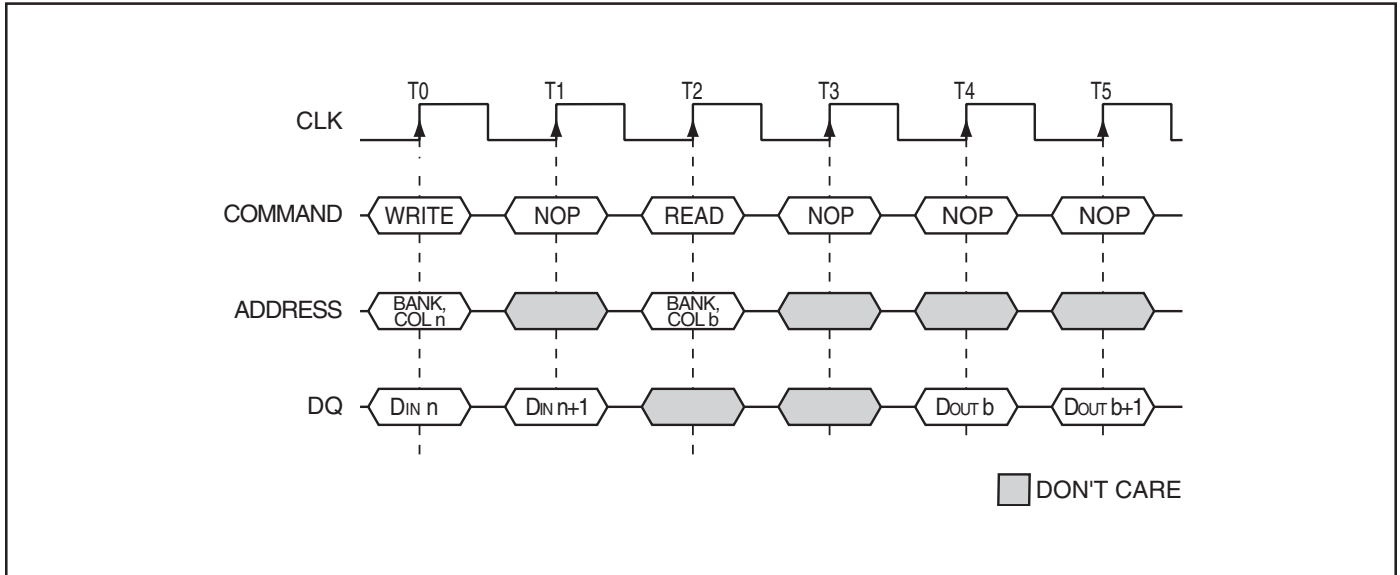 T0 T1 T2 T3 T4 T5
CLK
COMMAND WRITE NOP READ NOP NOP NOP
ADDRESS BANK, COL n BANK, COL b
DQ DIN n DIN n+1 DOUT b DOUT b+1
DON'T CARE